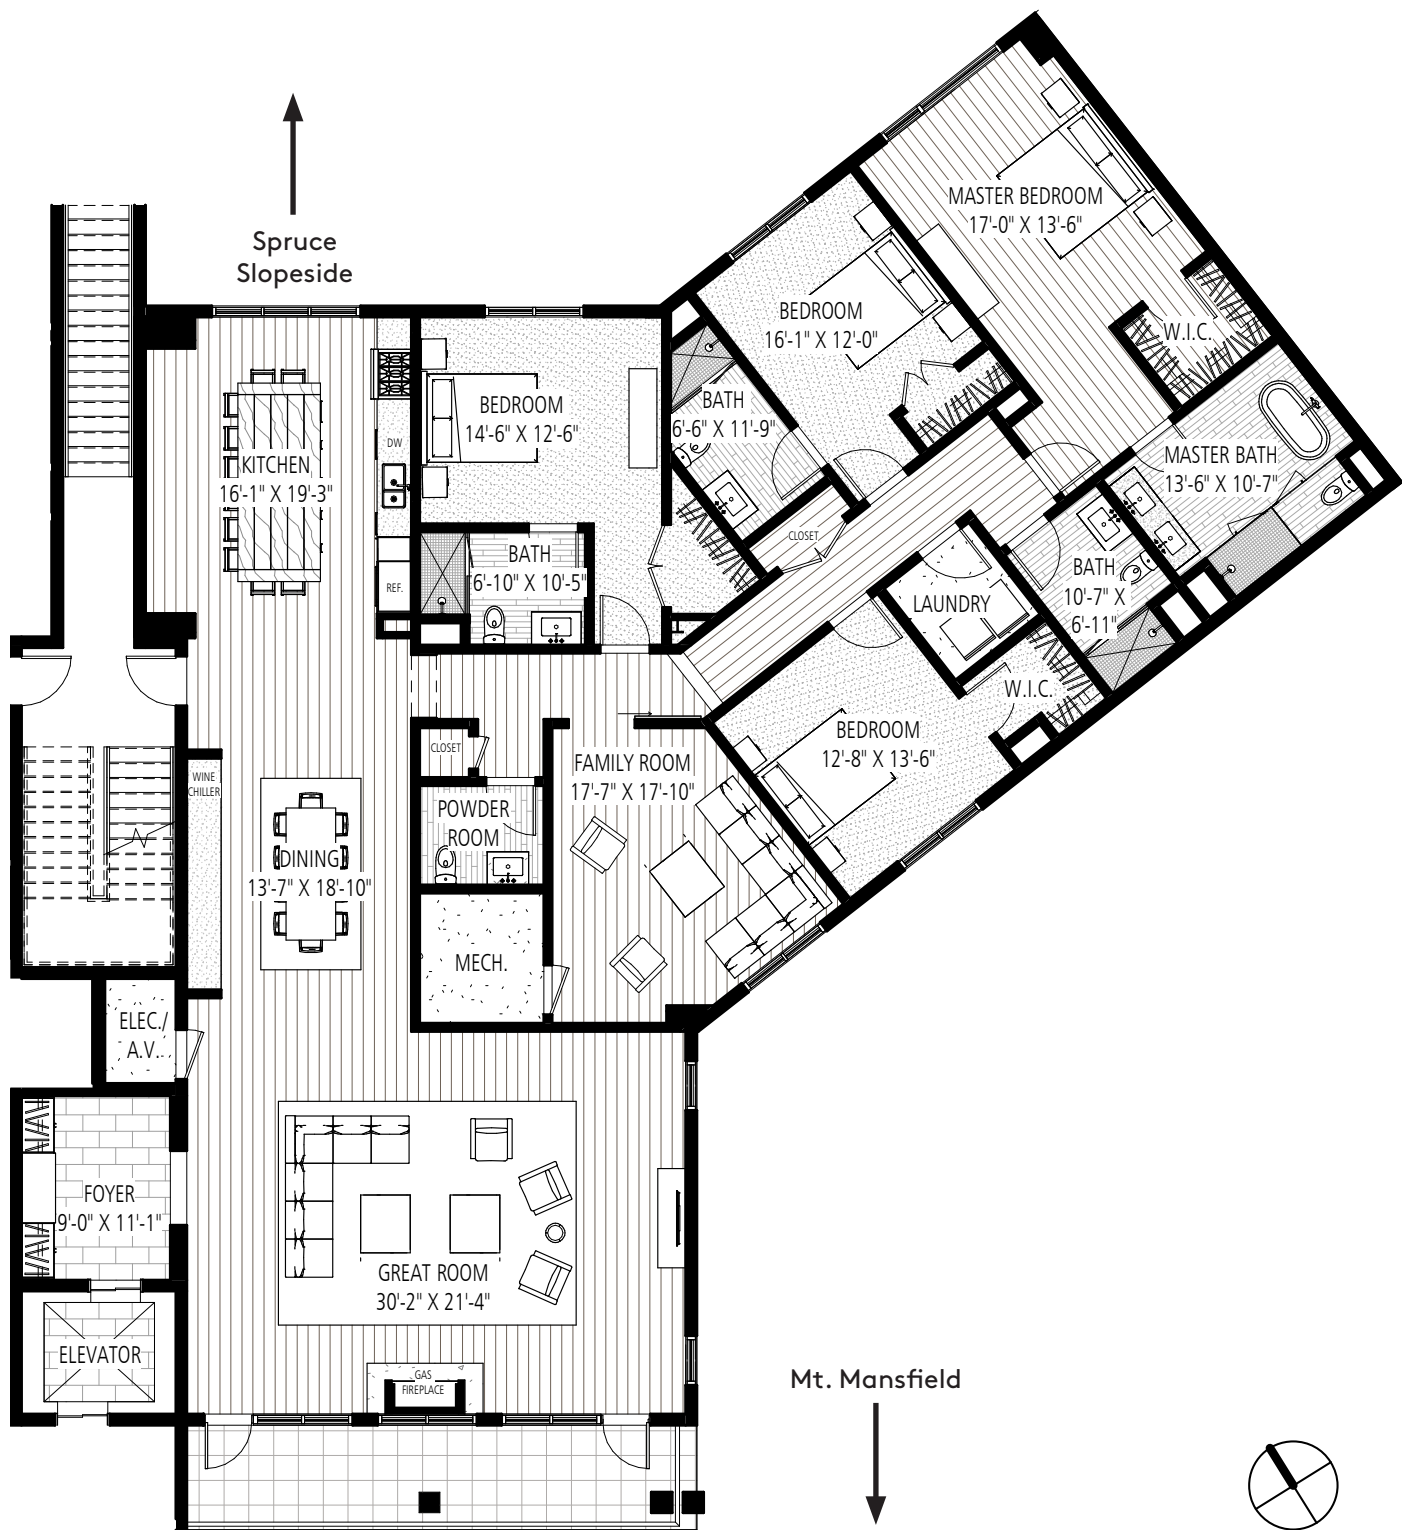 Spruce
Slopeside
MASTER BEDROOM
17'-0" X 13'-6"
BEDROOM
16'-1" X 12'-0"
W.I.C.
BEDROOM
14'-6" X 12'-6"
BATH
6'-6" X 11'-9"
DW
KITCHEN
16'-1" X 19'-3"
MASTER BATH
13'-6" X 10'-7"
CLOSET
BATH
6'-10" X 10'-5"
REF.
BATH
10'-7" X
6'-11"
LAUNDRY
W.I.C.
BEDROOM
12'-8" X 13'-6"
CLOSET
FAMILY ROOM
17'-7" X 17'-10"
WINE
CHILLER
POWDER
ROOM
DINING
13'-7" X 18'-10"
MECH.
ELEC./
A.V.
FOYER
9'-0" X 11'-1"
GREAT ROOM
30'-2" X 21'-4"
ELEVATOR
GAS
FIREPLACE
Mt. Mansfield